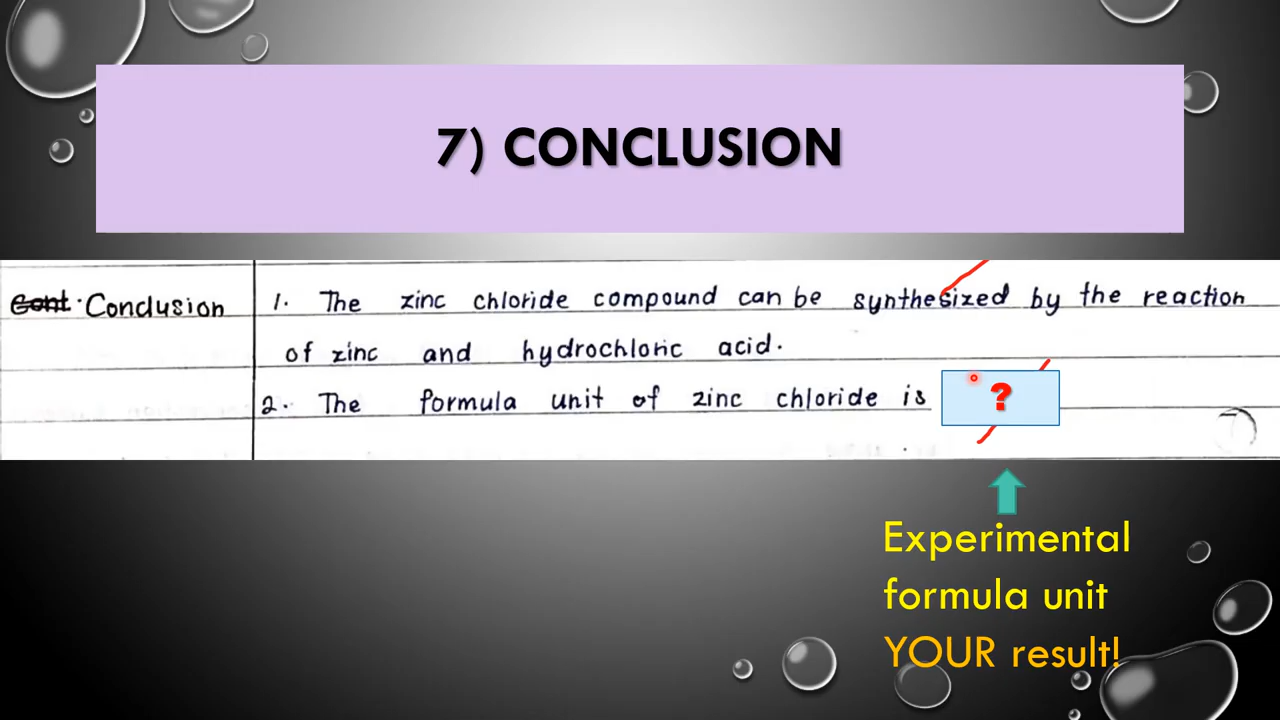 7) CONCLUSION
Cont. Conclusion
1. The zinc chloride compound can be synthesized by the reaction
of zinc and hydrochloric acid.
2. The formula unit of zinc chloride is ?
7
Experimental
formula unit
YOUR result!